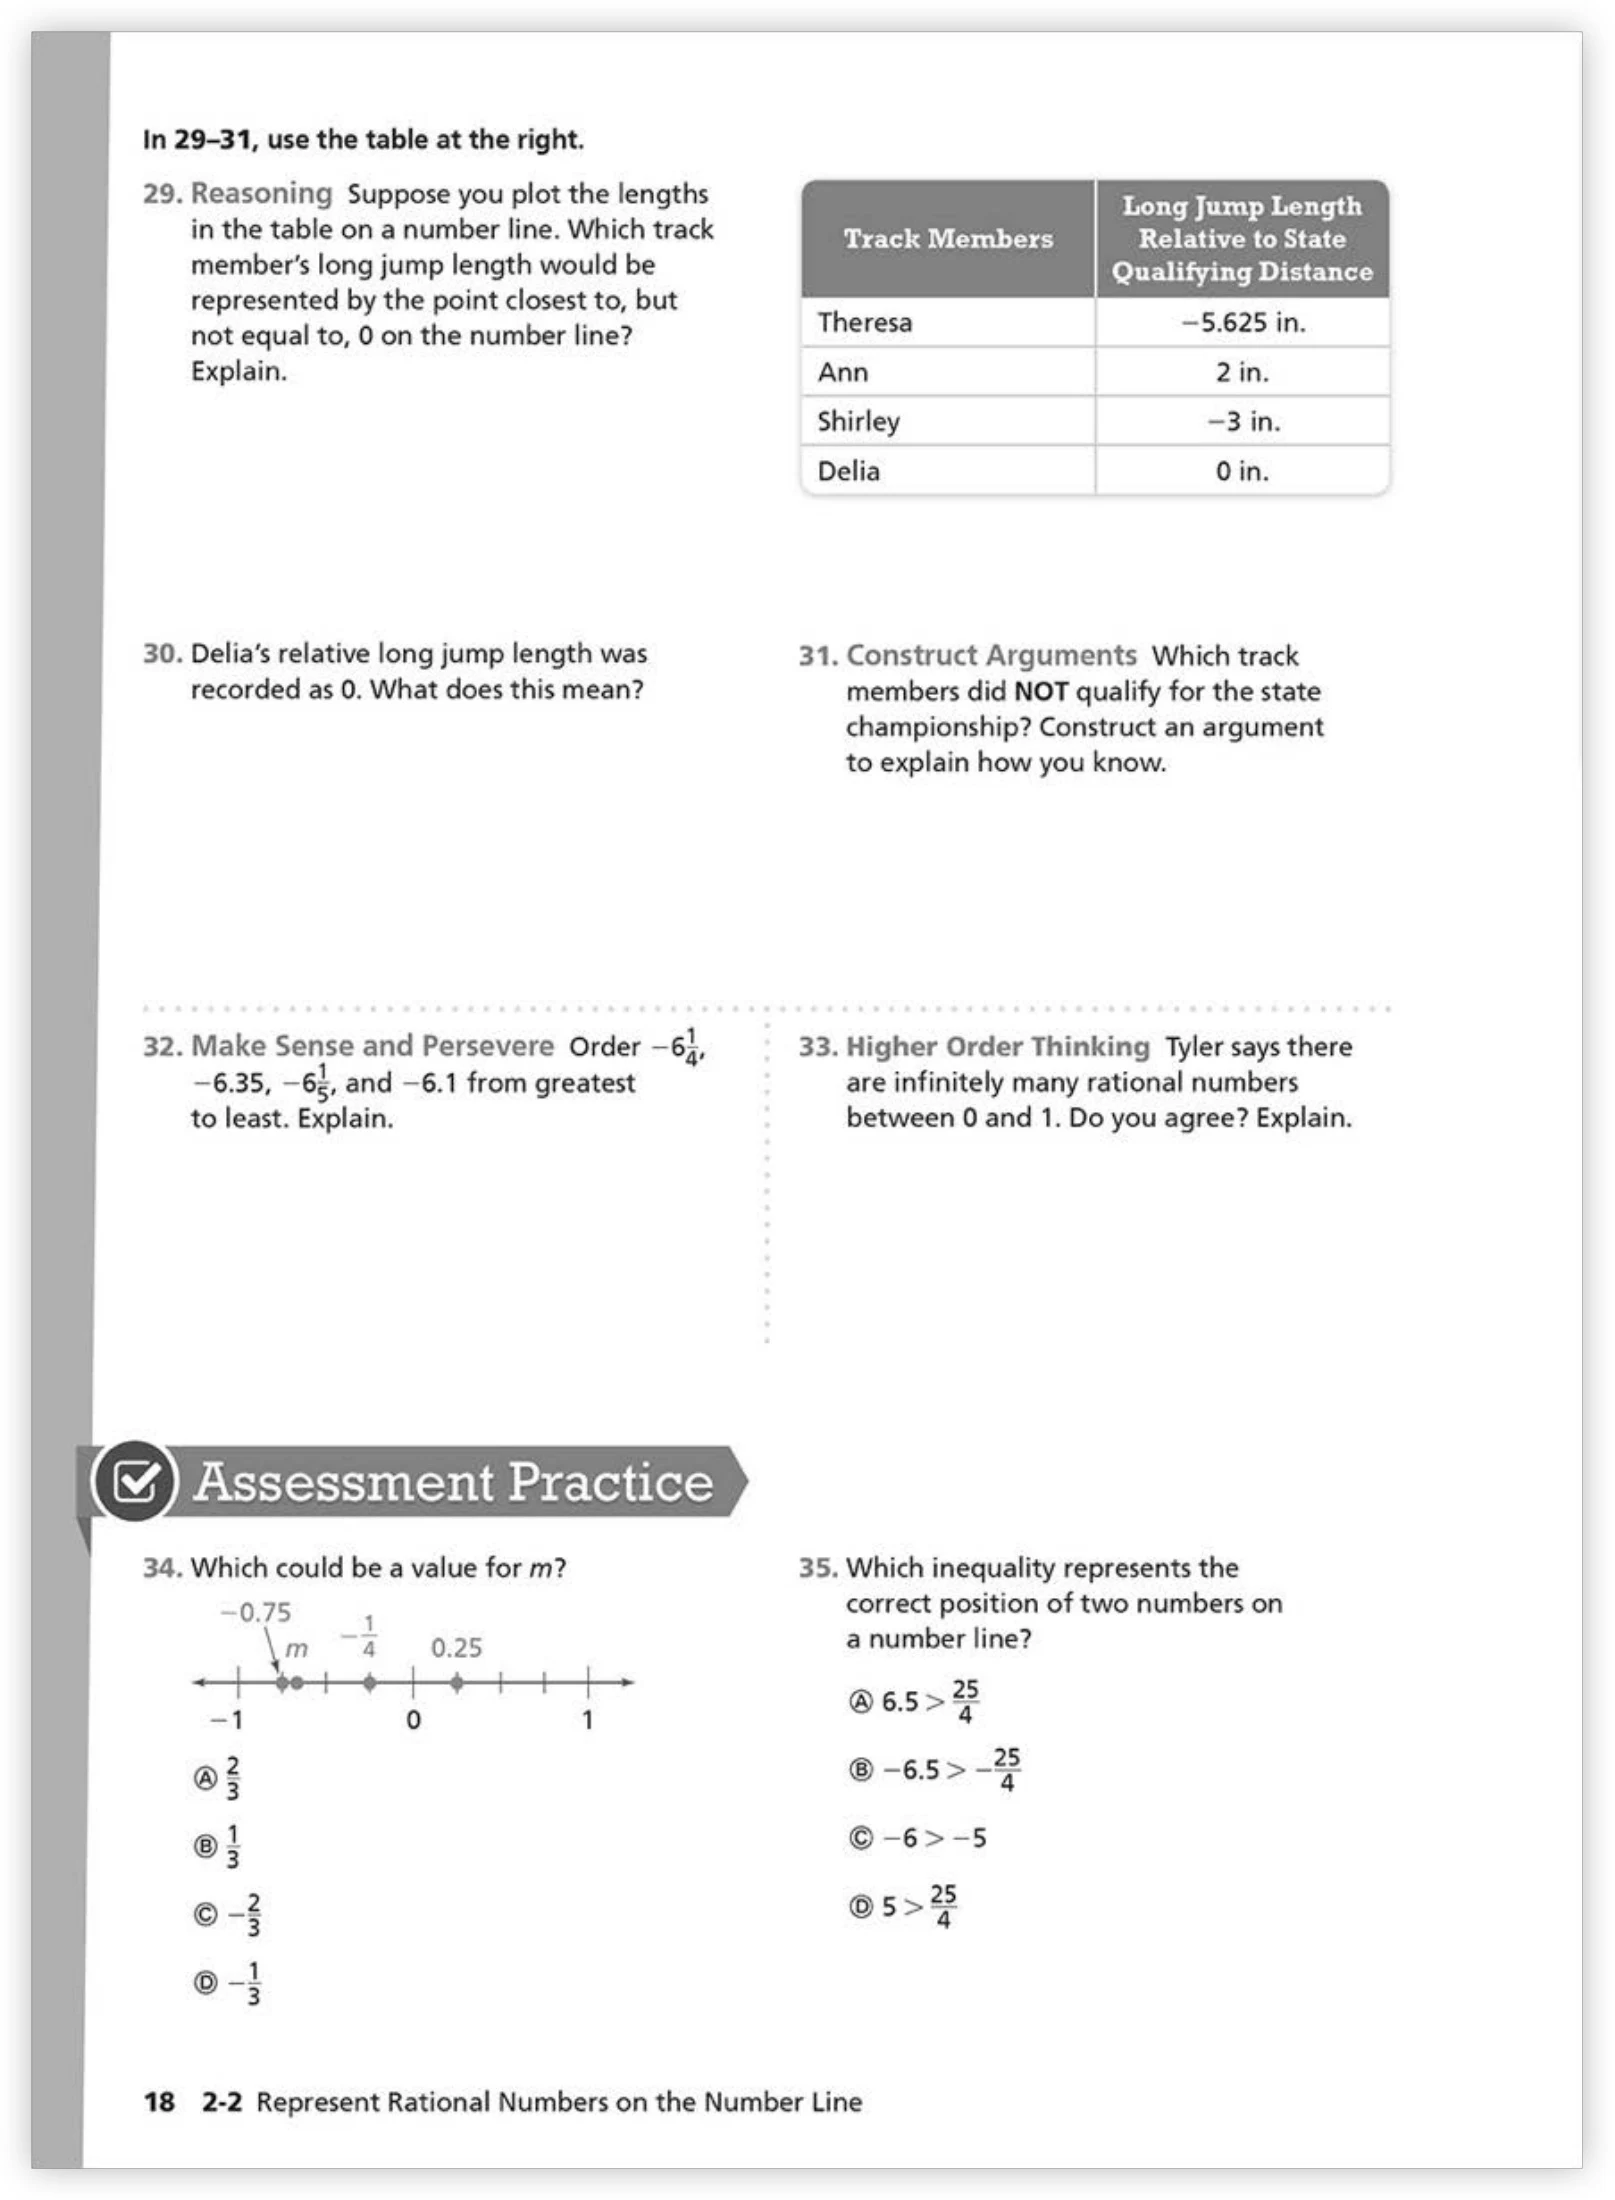 In 29–31, use the table at the right.
29. Reasoning Suppose you plot the lengths
in the table on a number line. Which track
member's long jump length would be
represented by the point closest to, but
not equal to, 0 on the number line?
Explain.
Track Members
Long Jump Length
Relative to State
Qualifying Distance
Theresa −5.625 in.
Ann 2 in.
Shirley −3 in.
Delia 0 in.
30. Delia's relative long jump length was
recorded as 0. What does this mean?
31. Construct Arguments Which track
members did NOT qualify for the state
championship? Construct an argument
to explain how you know.
32. Make Sense and Persevere Order −6 1/4,
−6.35, −6 1/5, and −6.1 from greatest
to least. Explain.
33. Higher Order Thinking Tyler says there
are infinitely many rational numbers
between 0 and 1. Do you agree? Explain.
Assessment Practice
34. Which could be a value for m?
−0.75 m −1/4 0.25
−1 0 1
Ⓐ 2/3
Ⓑ 1/3
Ⓒ −2/3
Ⓓ −1/3
35. Which inequality represents the
correct position of two numbers on
a number line?
Ⓐ 6.5 > 25/4
Ⓑ −6.5 > −25/4
Ⓒ −6 > −5
Ⓓ 5 > 25/4
18 2-2 Represent Rational Numbers on the Number Line